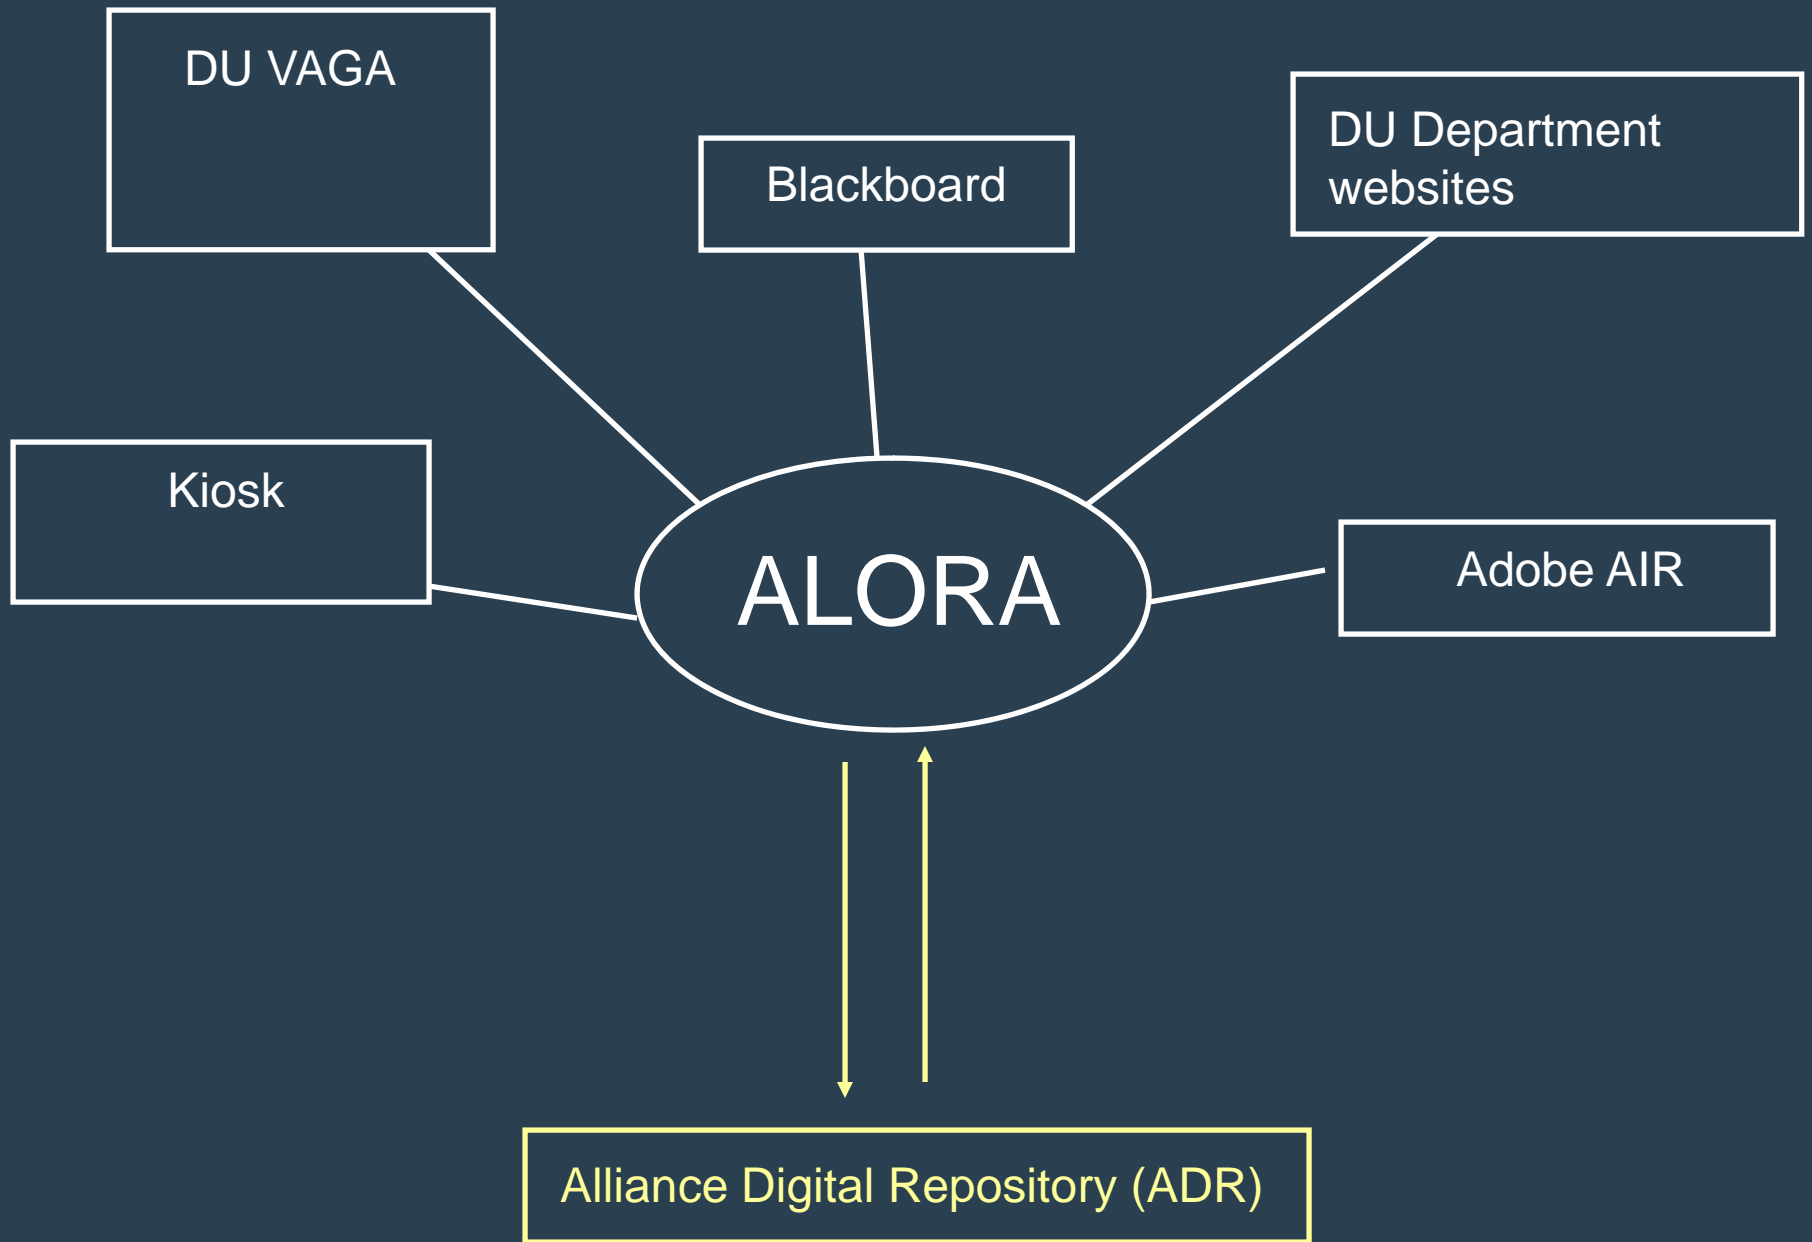 DU VAGA
Blackboard
DU Department
websites
Kiosk
ALORA
Adobe AIR
Alliance Digital Repository (ADR)